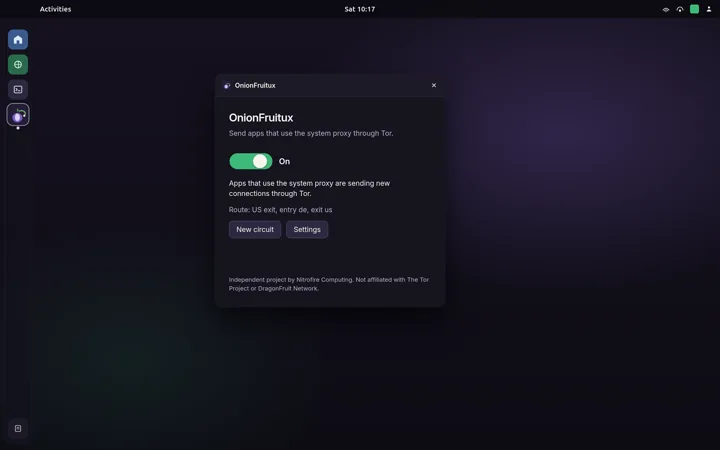 Activities
Sat 10:17
OnionFruitux
OnionFruitux
Send apps that use the system proxy through Tor.
On
Apps that use the system proxy are sending new
connections through Tor.
Route: US exit, entry de, exit us
New circuit
Settings
Independent project by Nitrofire Computing. Not affiliated with The Tor
Project or DragonFruit Network.